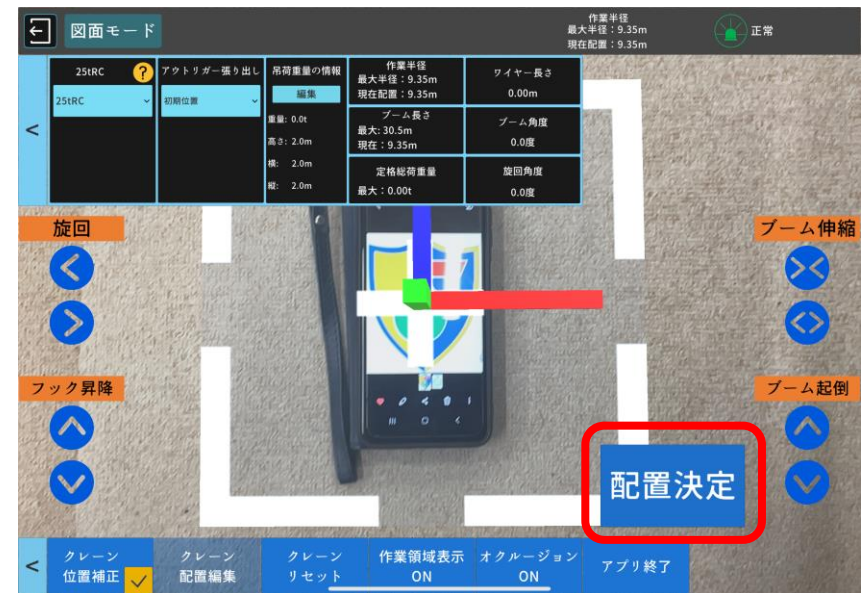 図面モード
作業半径
最大半径：9.35m
現在配置：9.35m
正常
<
25tRC
?
25tRC
アウトリガー張り出し
初期位置
吊荷重量の情報
編集
重量: 0.0t
高さ: 2.0m
横: 2.0m
縦: 2.0m
作業半径
最大半径：9.35m
現在配置：9.35m
ブーム長さ
最大: 30.5m
現在：9.35m
定格総荷重量
最大：0.00t
ワイヤー長さ
0.00m
ブーム角度
0.0度
旋回角度
0.0度
旋回
ブーム伸縮
フック昇降
ブーム起倒
配置決定
<
クレーン
位置補正
クレーン
配置編集
クレーン
リセット
作業領域表示
ON
オクルージョン
ON
アプリ終了